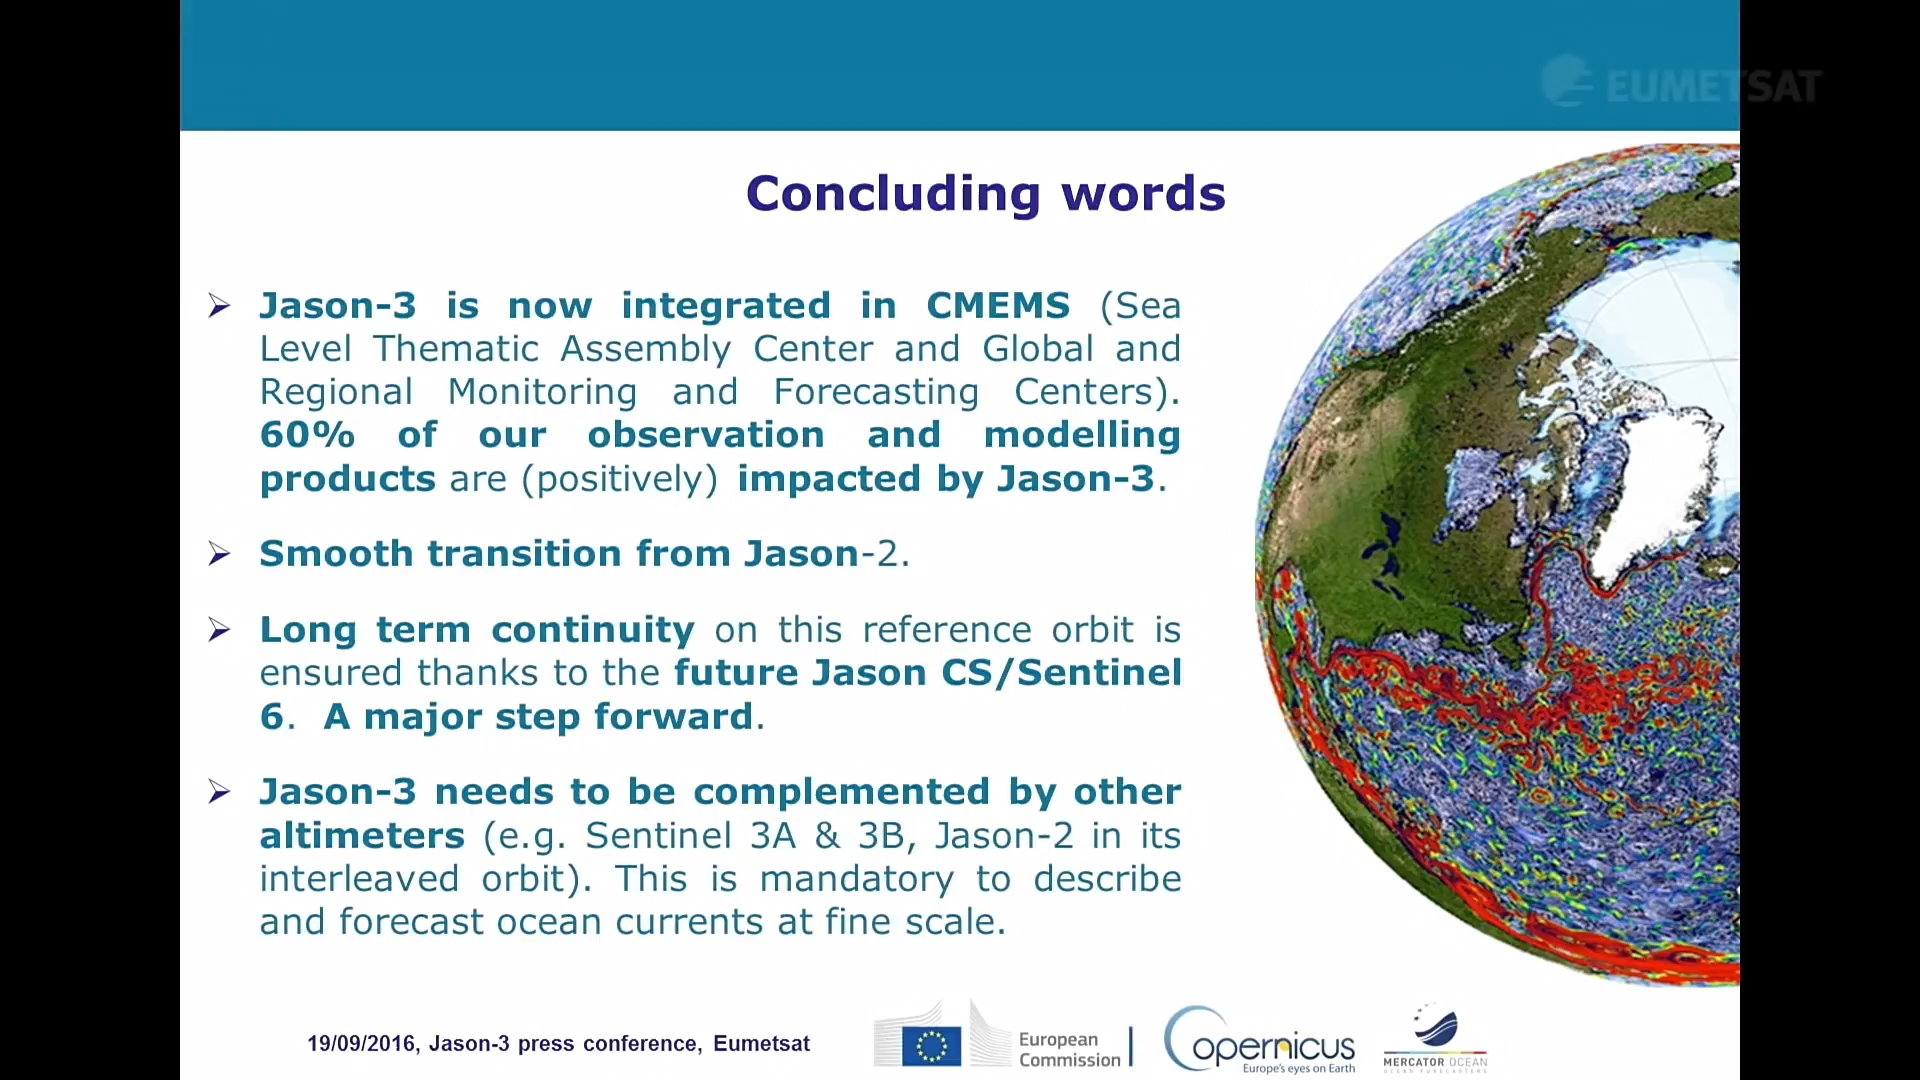 EUMETSAT
Concluding words
Jason-3 is now integrated in CMEMS (Sea
Level Thematic Assembly Center and Global and
Regional Monitoring and Forecasting Centers).
60% of our observation and modelling
products are (positively) impacted by Jason-3.
Smooth transition from Jason-2.
Long term continuity on this reference orbit is
ensured thanks to the future Jason CS/Sentinel
6. A major step forward.
Jason-3 needs to be complemented by other
altimeters (e.g. Sentinel 3A & 3B, Jason-2 in its
interleaved orbit). This is mandatory to describe
and forecast ocean currents at fine scale.
19/09/2016, Jason-3 press conference, Eumetsat
European
Commission
opernicus
Europe's eyes on Earth
MERCATOR OCEAN
OCEAN FORECASTERS